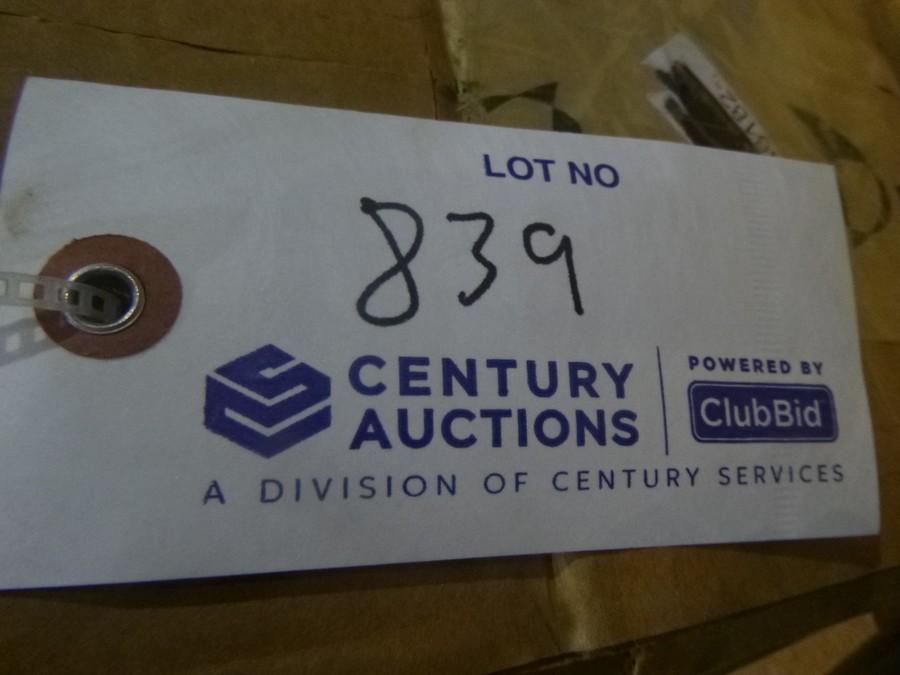 LOT NO
839
CENTURY
AUCTIONS
POWERED BY
ClubBid
A DIVISION OF CENTURY SERVICES